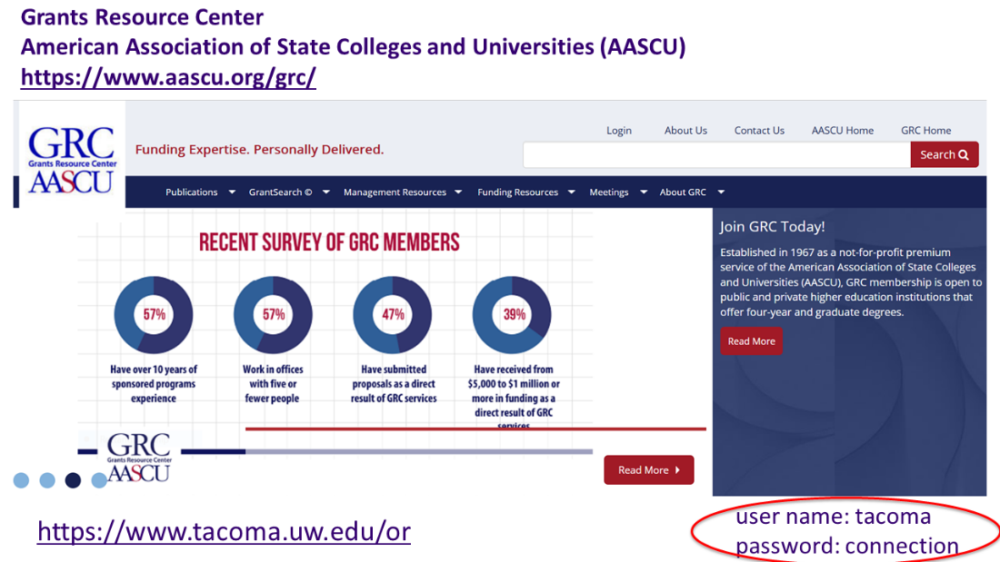 Grants Resource Center
American Association of State Colleges and Universities (AASCU)
https://www.aascu.org/grc/
GRC
Grants Resource Center
AASCU
Funding Expertise. Personally Delivered.
Login About Us Contact Us AASCU Home GRC Home
Search
Publications GrantSearch © Management Resources Funding Resources Meetings About GRC
RECENT SURVEY OF GRC MEMBERS
57%
Have over 10 years of
sponsored programs
experience
57%
Work in offices
with five or
fewer people
47%
Have submitted
proposals as a direct
result of GRC services
39%
Have received from
$5,000 to $1 million or
more in funding as a
direct result of GRC
services
GRC
Grants Resource Center
AASCU
Read More
Join GRC Today!
Established in 1967 as a not-for-profit premium
service of the American Association of State Colleges
and Universities (AASCU), GRC membership is open to
public and private higher education institutions that
offer four-year and graduate degrees.
Read More
https://www.tacoma.uw.edu/or
user name: tacoma
password: connection